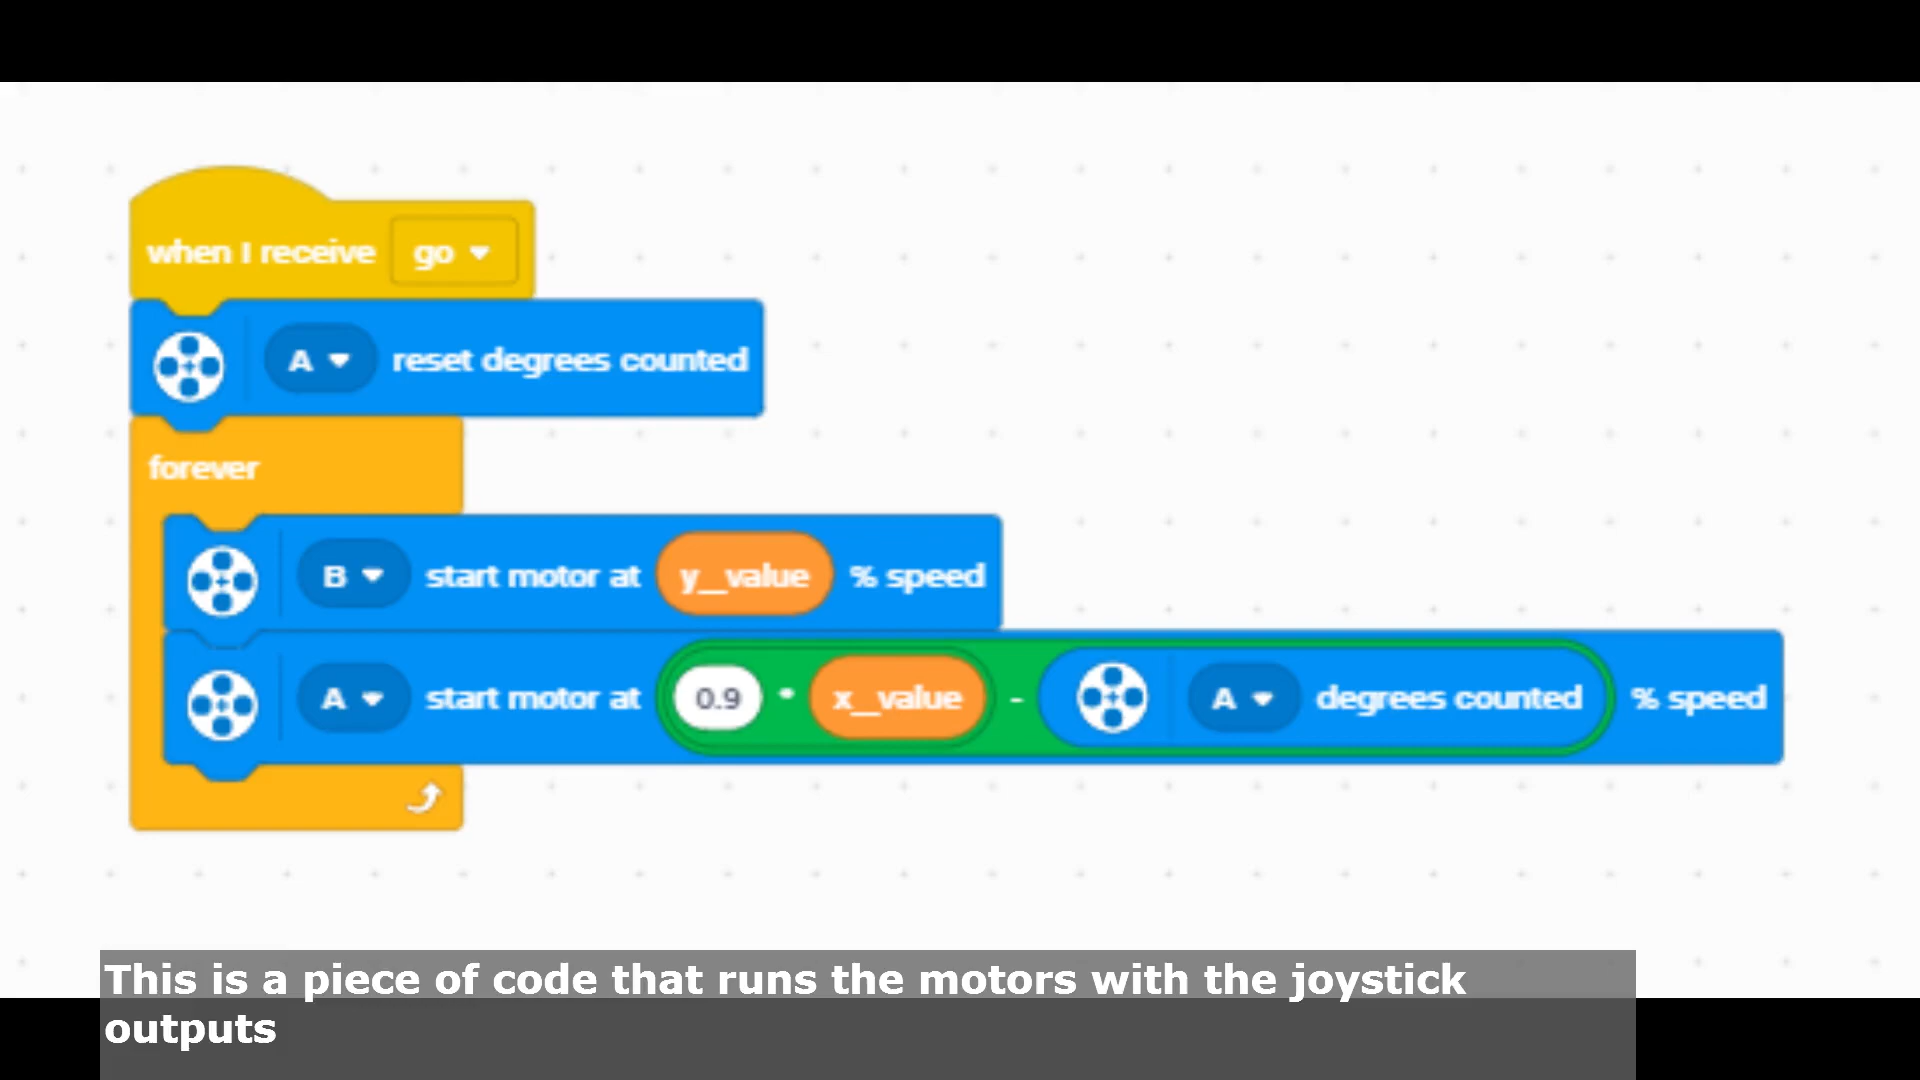 when I receive go
A reset degrees counted
forever
B start motor at y_value % speed
A start motor at 0.9 * x_value - A degrees counted % speed
This is a piece of code that runs the motors with the joystick
outputs